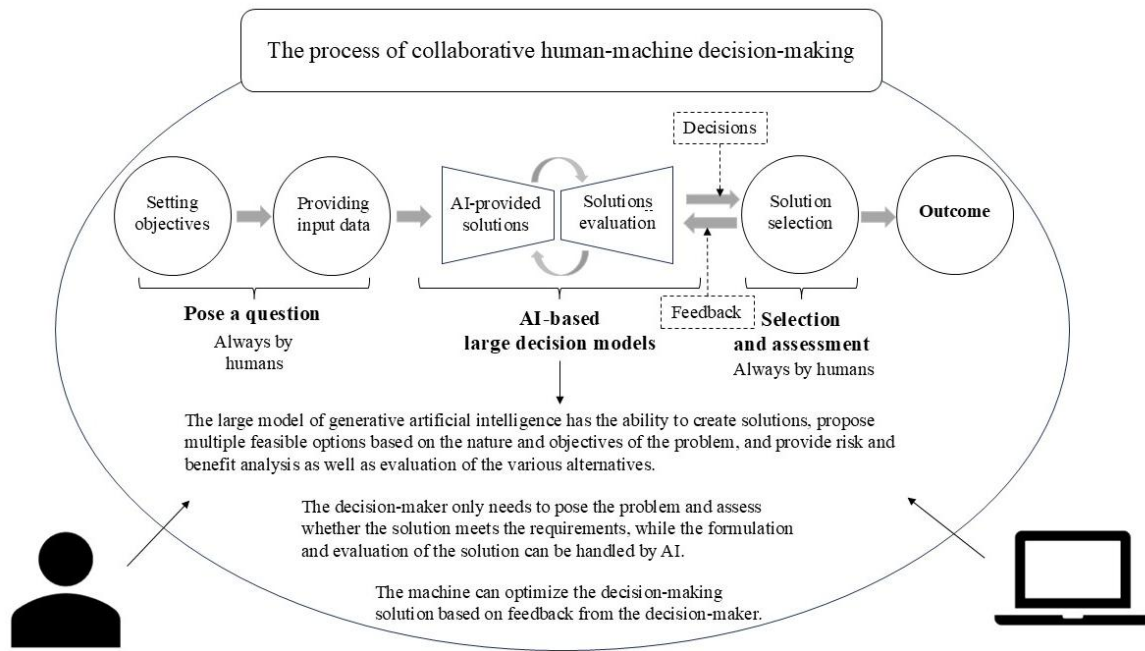 The process of collaborative human-machine decision-making
Decisions
Setting
objectives
Providing
input data
AI-provided
solutions
Solutions
evaluation
Solution
selection
Outcome
Feedback
Pose a question
Always by
humans
AI-based
large decision models
Selection
and assessment
Always by humans
The large model of generative artificial intelligence has the ability to create solutions, propose
multiple feasible options based on the nature and objectives of the problem, and provide risk and
benefit analysis as well as evaluation of the various alternatives.
The decision-maker only needs to pose the problem and assess
whether the solution meets the requirements, while the formulation
and evaluation of the solution can be handled by AI.
The machine can optimize the decision-making
solution based on feedback from the decision-maker.